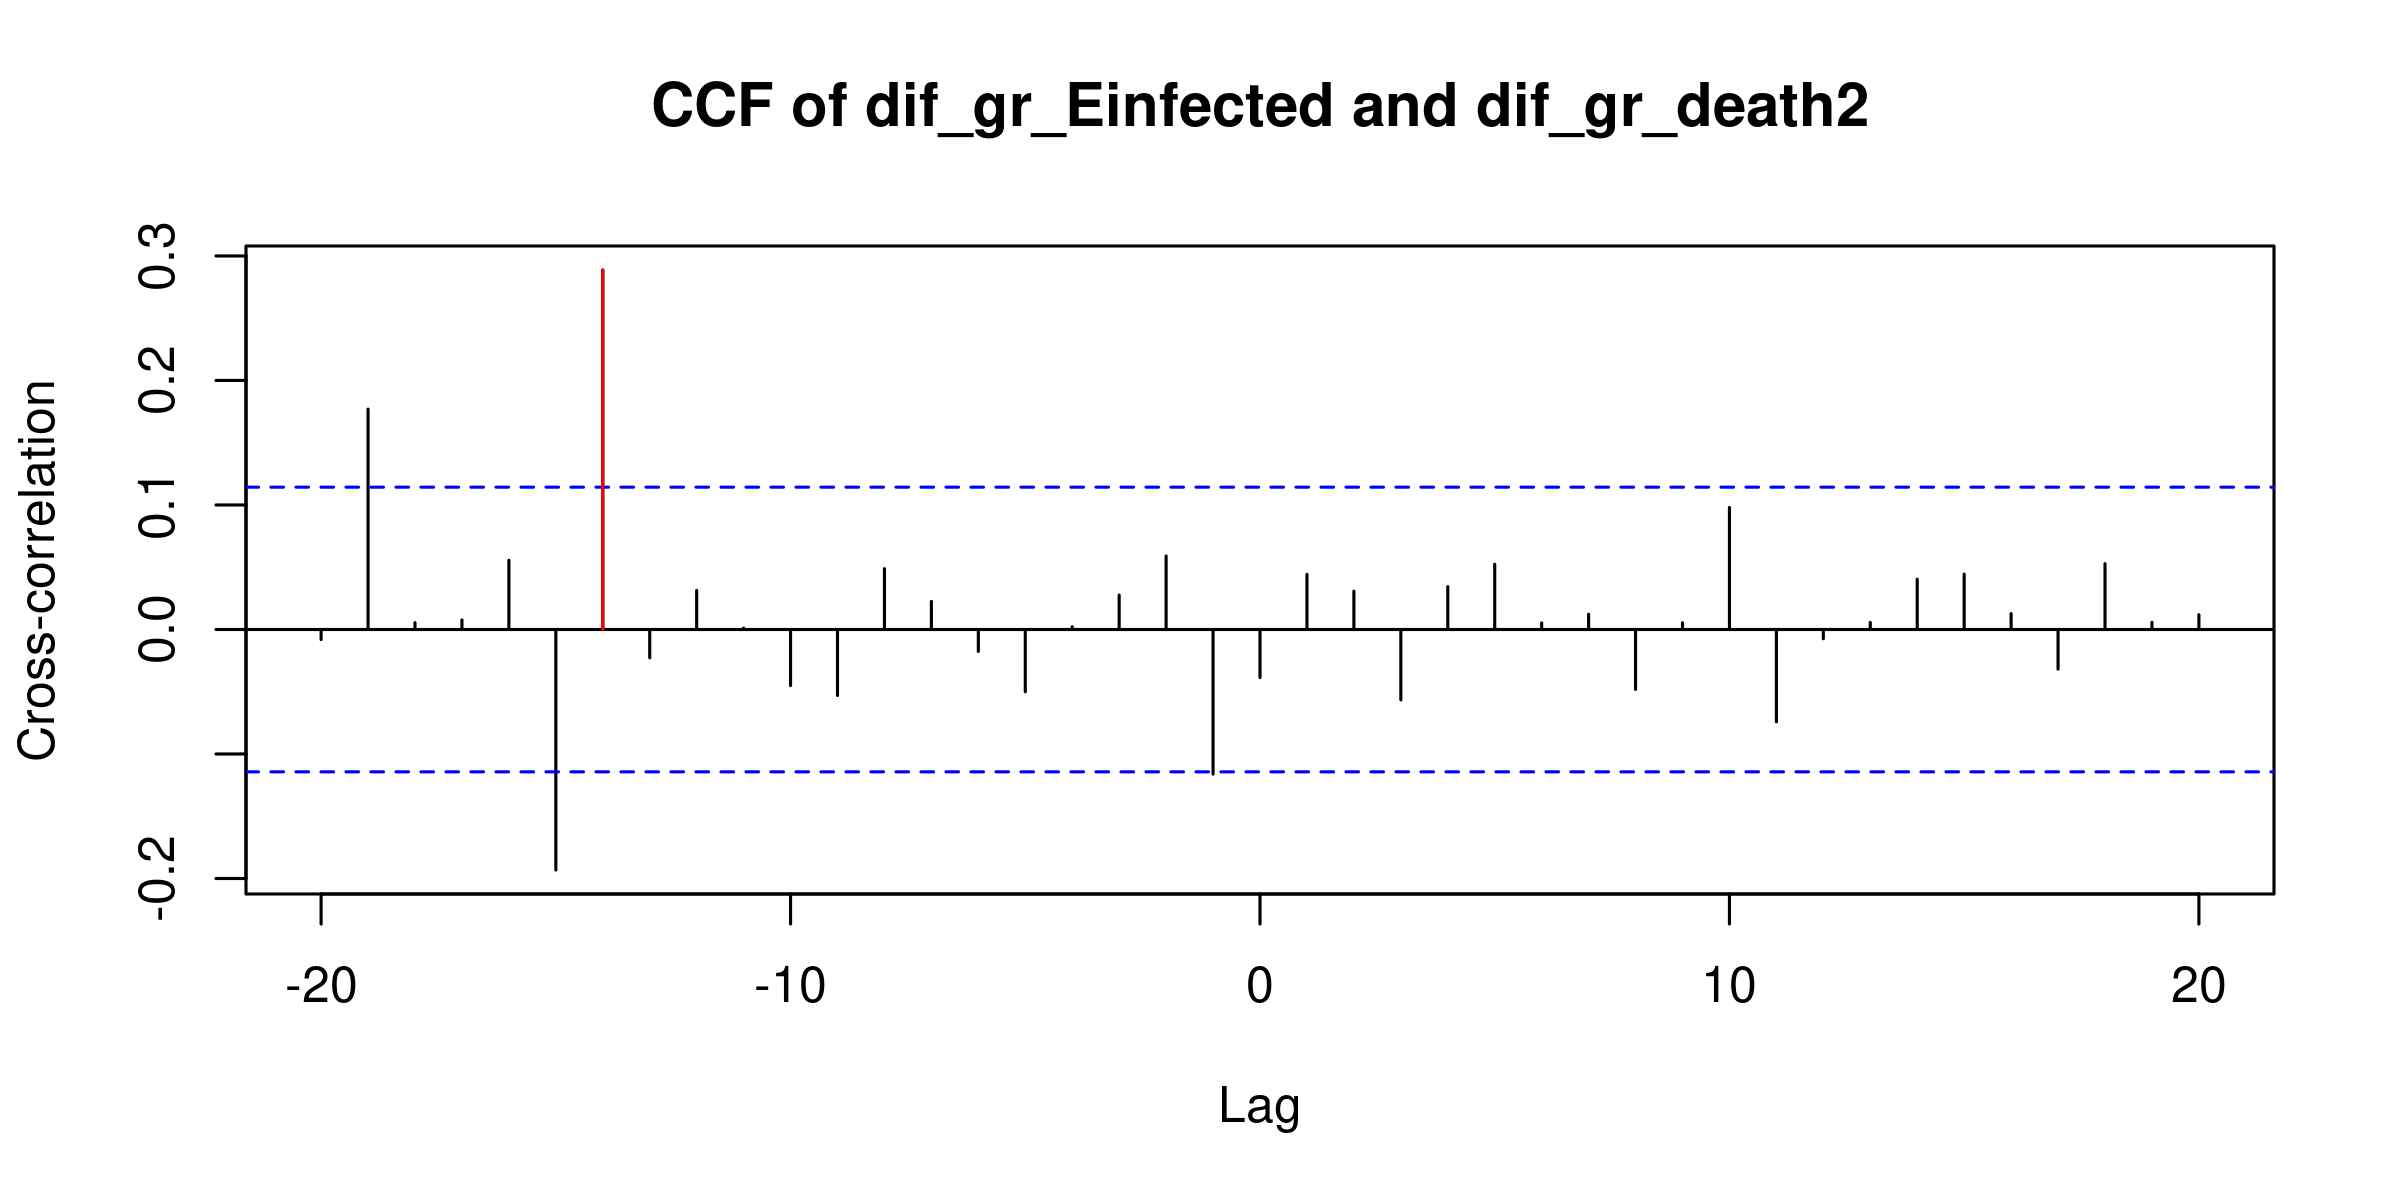 CCF of dif_gr_Einfected and dif_gr_death2
Cross-correlation
0.3
0.2
0.1
0.0
-0.2
-20 -10 0 10 20
Lag